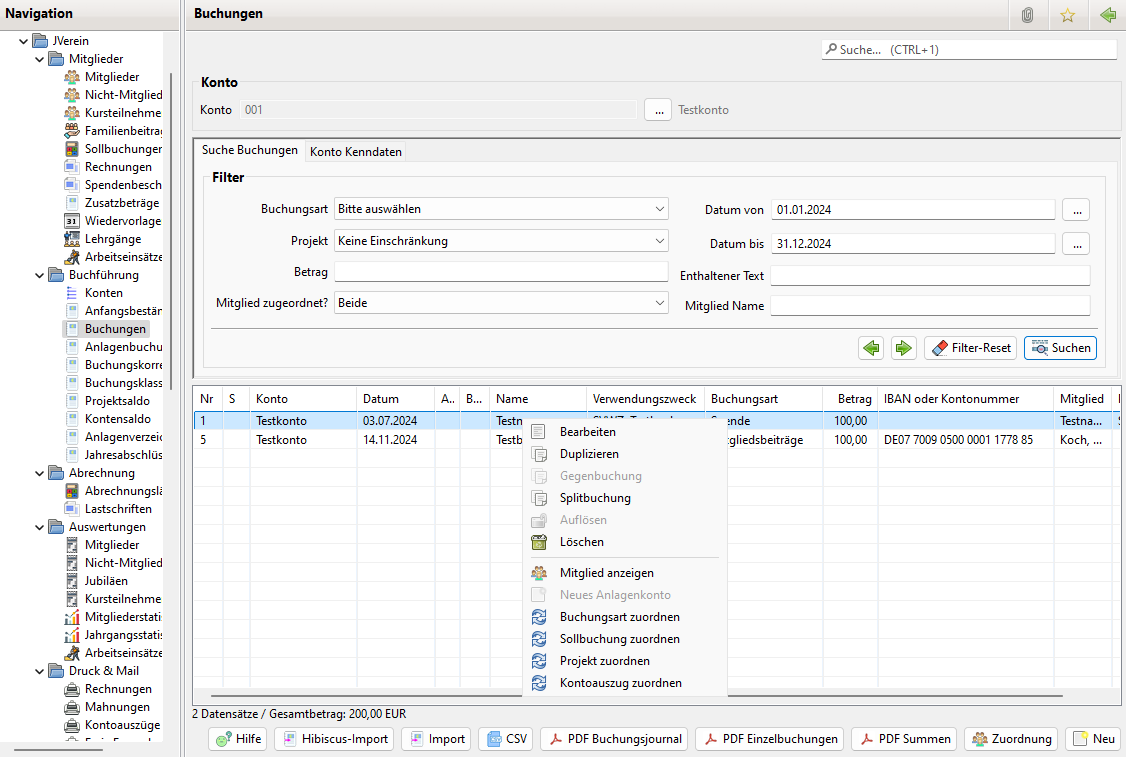 Navigation
JVerein
Mitglieder
Mitglieder
Nicht-Mitglied
Kursteilnehme
Familienbeitra
Sollbuchunger
Rechnungen
Spendenbesch
Zusatzbeträge
Wiedervorlage
Lehrgänge
Arbeitseinsätze
Buchführung
Konten
Anfangsbestän
Buchungen
Anlagenbuchu
Buchungskorre
Buchungsklass
Projektsaldo
Kontensaldo
Anlagenverzei
Jahresabschlüs
Abrechnung
Abrechnungslä
Lastschriften
Auswertungen
Mitglieder
Nicht-Mitglied
Jubiläen
Kursteilnehme
Mitgliederstati
Jahrgangsstatis
Arbeitseinsätze
Druck & Mail
Rechnungen
Mahnungen
Kontoauszüge
Buchungen
Suche... (CTRL+1)
Konto
Konto 001 ... Testkonto
Suche Buchungen Konto Kenndaten
Filter
Buchungsart Bitte auswählen Datum von 01.01.2024 ...
Projekt Keine Einschränkung Datum bis 31.12.2024 ...
Betrag Enthaltener Text
Mitglied zugeordnet? Beide Mitglied Name
Filter-Reset Suchen
Nr S Konto Datum A.. B... Name Verwendungszweck Buchungsart Betrag IBAN oder Kontonummer Mitglied
1 Testkonto 03.07.2024 Testn ende 100,00 Testna...
5 Testkonto 14.11.2024 Testb gliedsbeiträge 100,00 DE07 7009 0500 0001 1778 85 Koch, ...
Bearbeiten
Duplizieren
Gegenbuchung
Splitbuchung
Auflösen
Löschen
Mitglied anzeigen
Neues Anlagenkonto
Buchungsart zuordnen
Sollbuchung zuordnen
Projekt zuordnen
Kontoauszug zuordnen
2 Datensätze / Gesamtbetrag: 200,00 EUR
Hilfe Hibiscus-Import Import CSV PDF Buchungsjournal PDF Einzelbuchungen PDF Summen Zuordnung Neu